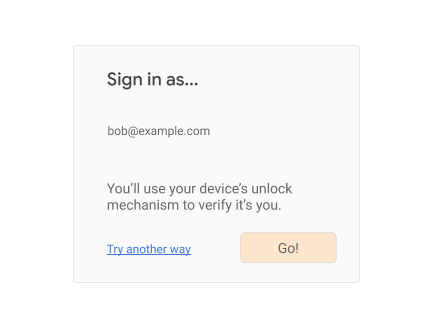 Sign in as...
bob@example.com
You’ll use your device’s unlock
mechanism to verify it’s you.
Try another way
Go!